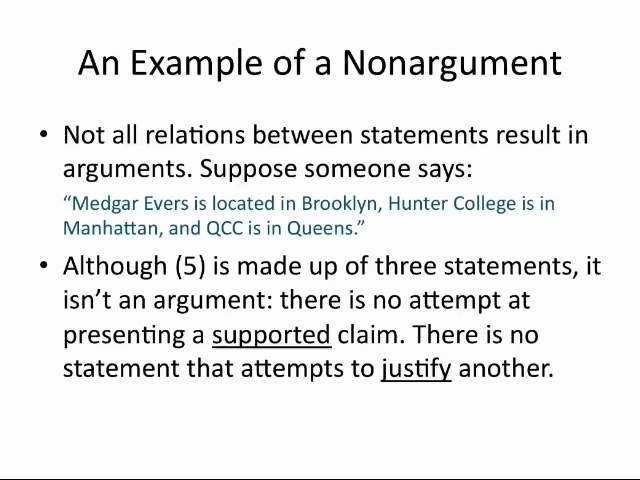 An Example of a Nonargument
• Not all relations between statements result in
arguments. Suppose someone says:
“Medgar Evers is located in Brooklyn, Hunter College is in
Manhattan, and QCC is in Queens.”
• Although (5) is made up of three statements, it
isn’t an argument: there is no attempt at
presenting a supported claim. There is no
statement that attempts to justify another.